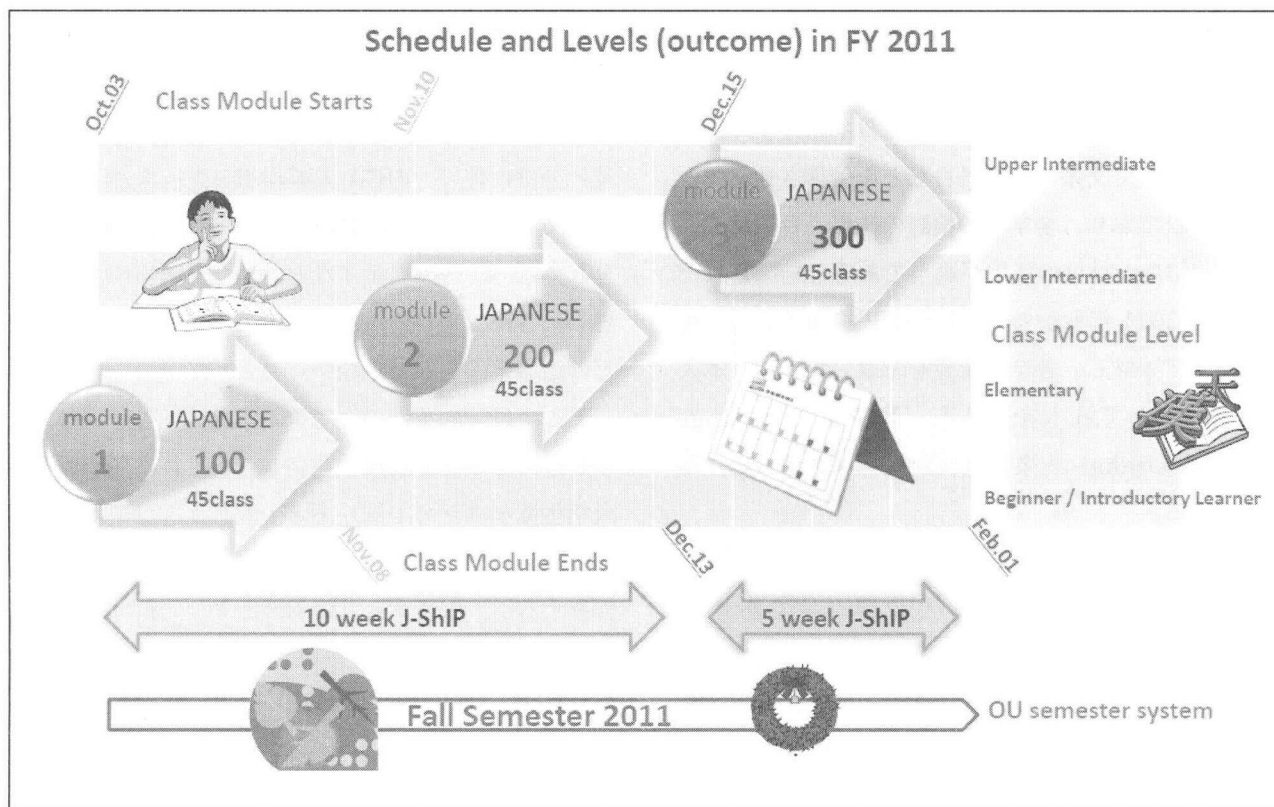 Schedule and Levels (outcome) in FY 2011
Oct.03
Class Module Starts
Nov.10
Dec.15
Upper Intermediate
module
3
JAPANESE
300
45class
Lower Intermediate
module
2
JAPANESE
200
45class
Class Module Level
Elementary
module
1
JAPANESE
100
45class
Beginner / Introductory Learner
Nov.08
Class Module Ends
Dec.13
Feb.01
10 week J-ShIP
5 week J-ShIP
Fall Semester 2011
OU semester system